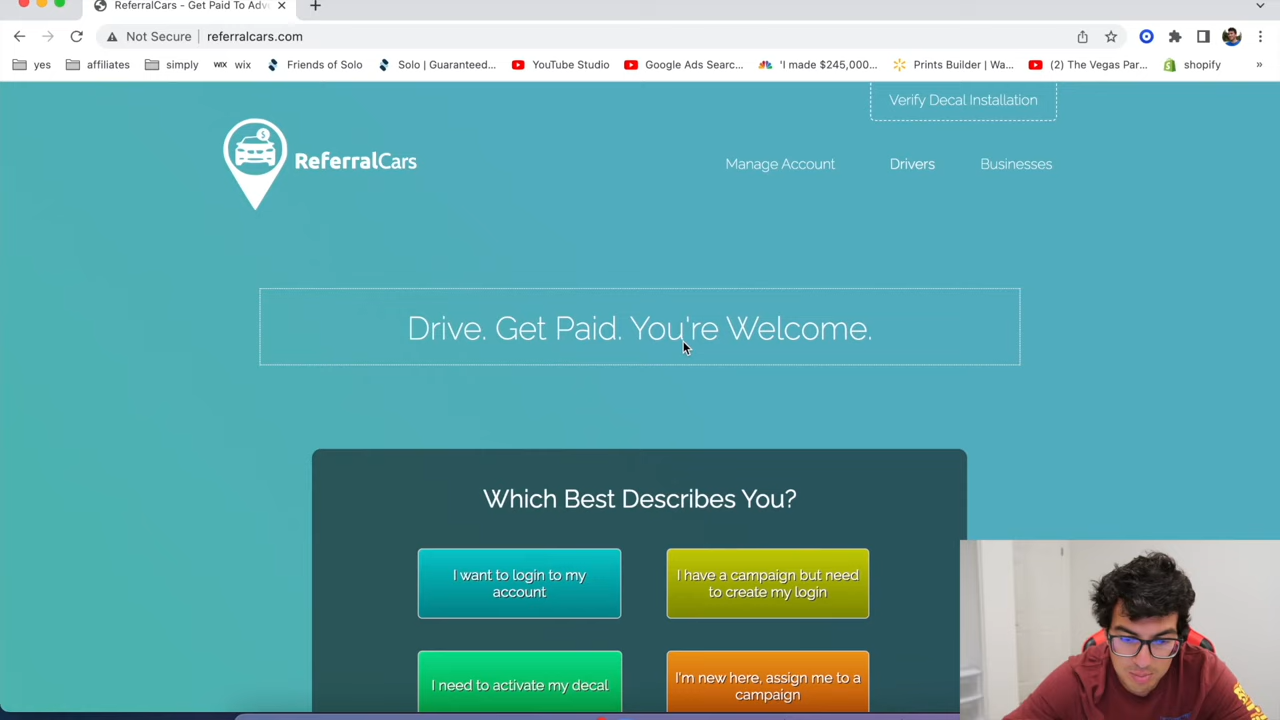 ReferralCars - Get Paid To Adv
Not Secure
referralcars.com
yes
affiliates
simply
WIX wix
Friends of Solo
Solo | Guaranteed...
YouTube Studio
Google Ads Searc...
'I made $245,000...
Prints Builder | Wa...
(2) The Vegas Par...
shopify
»
Verify Decal Installation
$
ReferralCars
Manage Account
Drivers
Businesses
Drive. Get Paid. You're Welcome.
Which Best Describes You?
I want to login to my
account
I have a campaign but need
to create my login
I need to activate my decal
I'm new here, assign me to a
campaign